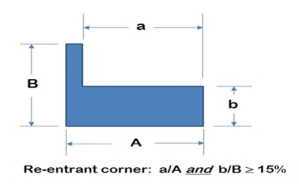 a
B
b
A
Re-entrant corner: a/A and b/B ≥ 15%